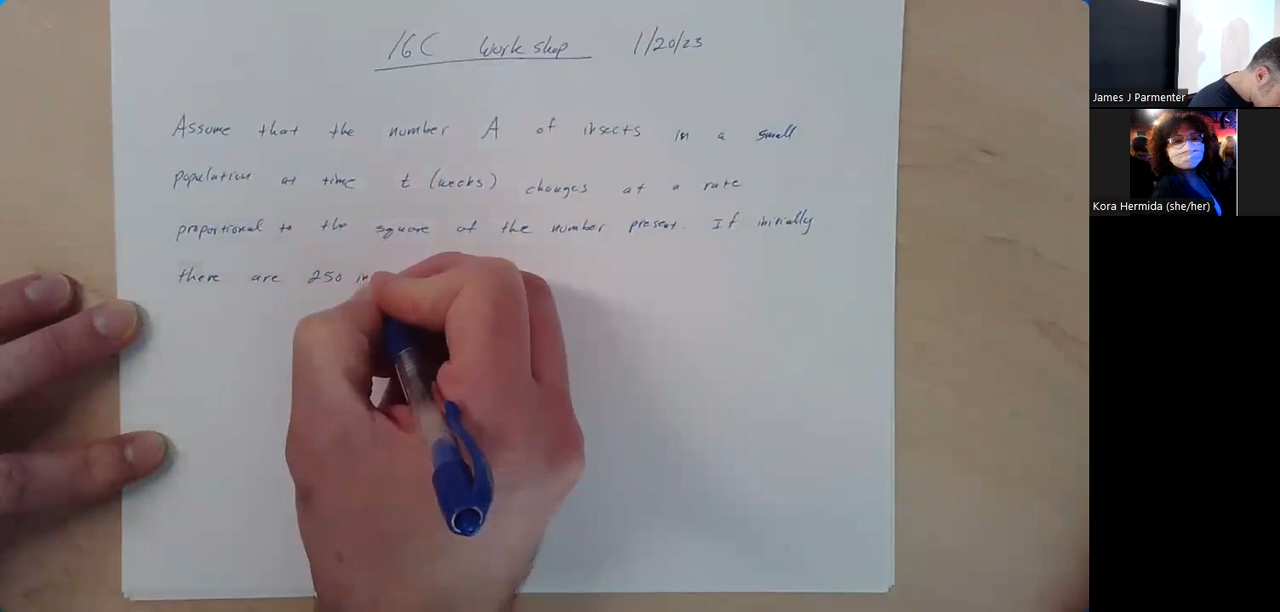 16C Workshop 1/20/23
Assume that the number A of insects in a small
population at time t (weeks) changes at a rate
proportional to the square of the number present. If initially
there are 250 in
James J Parmenter
Kora Hermida (she/her)